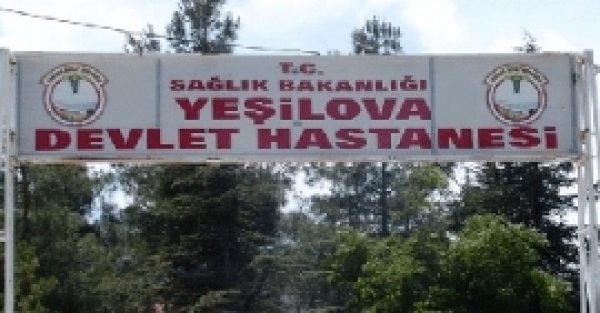 T.C.
SAĞLIK BAKANLIĞI
YEŞİLOVA
DEVLET HASTANESİ